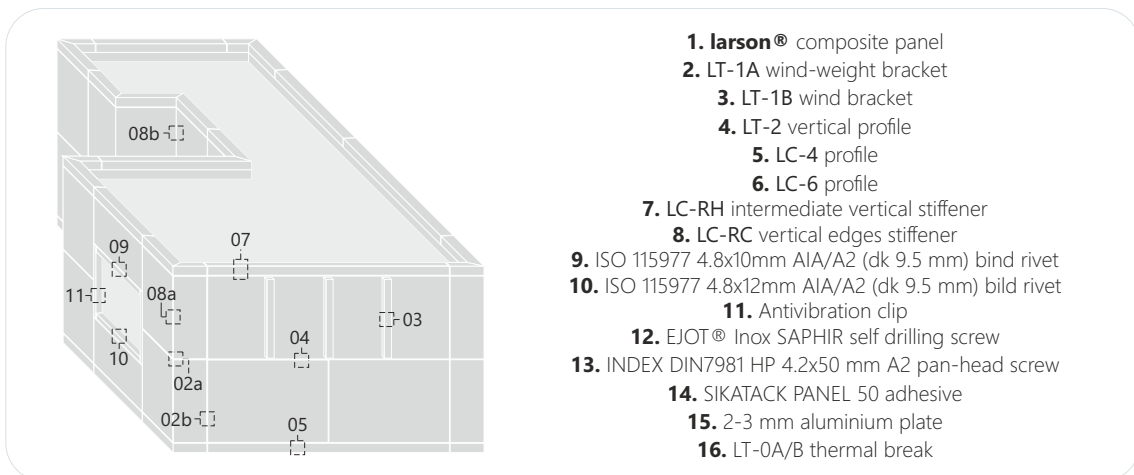 08b
09
07
11
08a
03
04
10
02a
02b
05
1. larson® composite panel
2. LT-1A wind-weight bracket
3. LT-1B wind bracket
4. LT-2 vertical profile
5. LC-4 profile
6. LC-6 profile
7. LC-RH intermediate vertical stiffener
8. LC-RC vertical edges stiffener
9. ISO 115977 4.8x10mm AIA/A2 (dk 9.5 mm) bind rivet
10. ISO 115977 4.8x12mm AIA/A2 (dk 9.5 mm) bild rivet
11. Antivibration clip
12. EJOT® Inox SAPHIR self drilling screw
13. INDEX DIN7981 HP 4.2x50 mm A2 pan-head screw
14. SIKATACK PANEL 50 adhesive
15. 2-3 mm aluminium plate
16. LT-0A/B thermal break